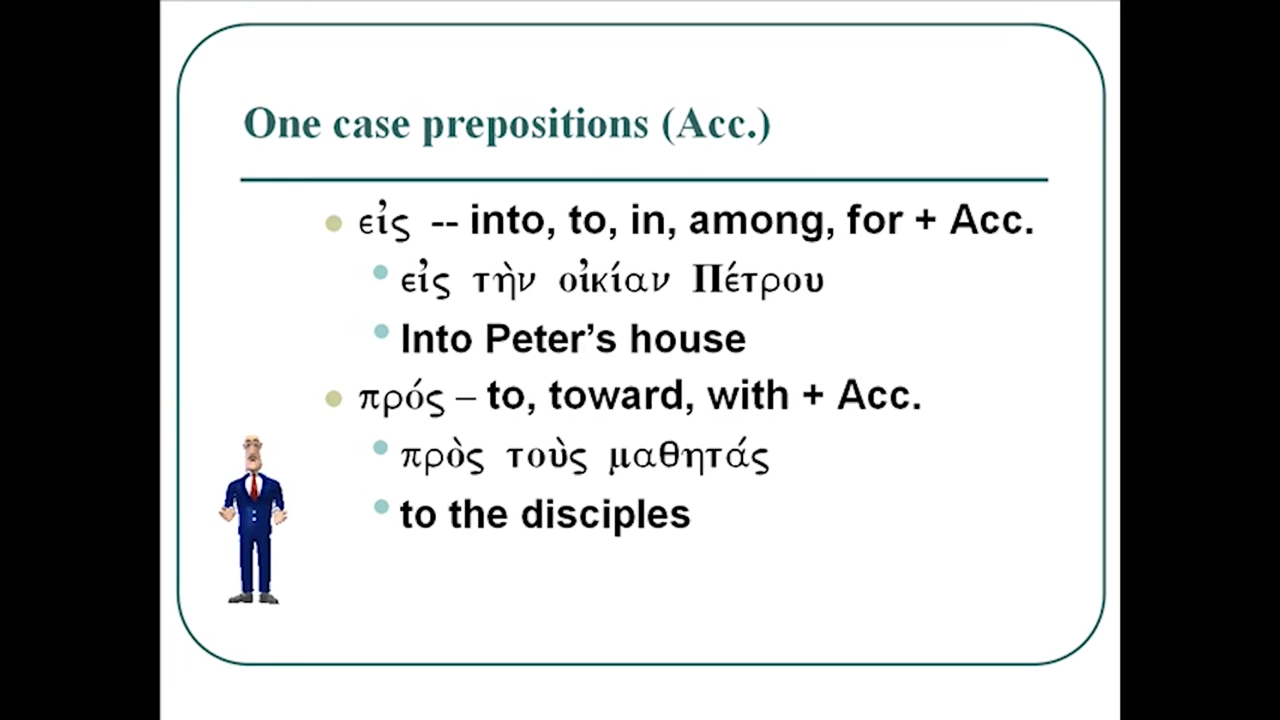 One case prepositions (Acc.)
εἰς -- into, to, in, among, for + Acc.
εἰς τὴν οἰκίαν Πέτρου
Into Peter’s house
πρός – to, toward, with + Acc.
πρὸς τοὺς μαθητάς
to the disciples